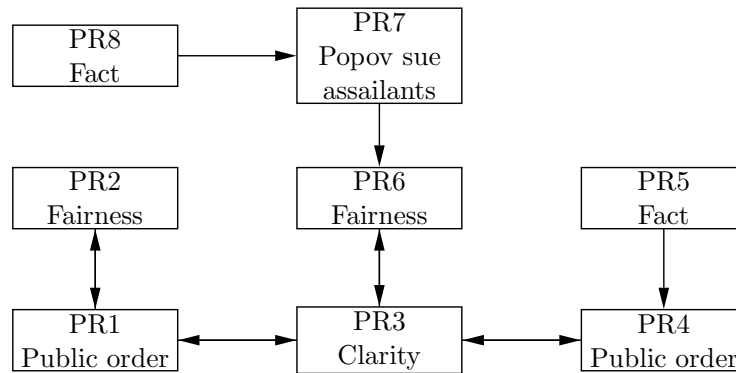 PR8
Fact
PR7
Popov sue
assailants
PR2
Fairness
PR6
Fairness
PR5
Fact
PR1
Public order
PR3
Clarity
PR4
Public order